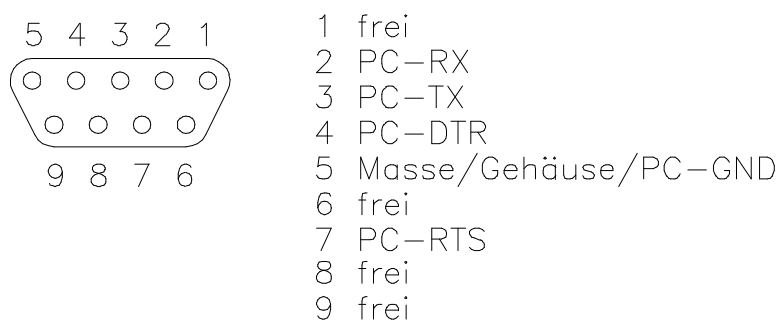 5 4 3 2 1
9 8 7 6
1 frei
2 PC-RX
3 PC-TX
4 PC-DTR
5 Masse/Gehäuse/PC-GND
6 frei
7 PC-RTS
8 frei
9 frei